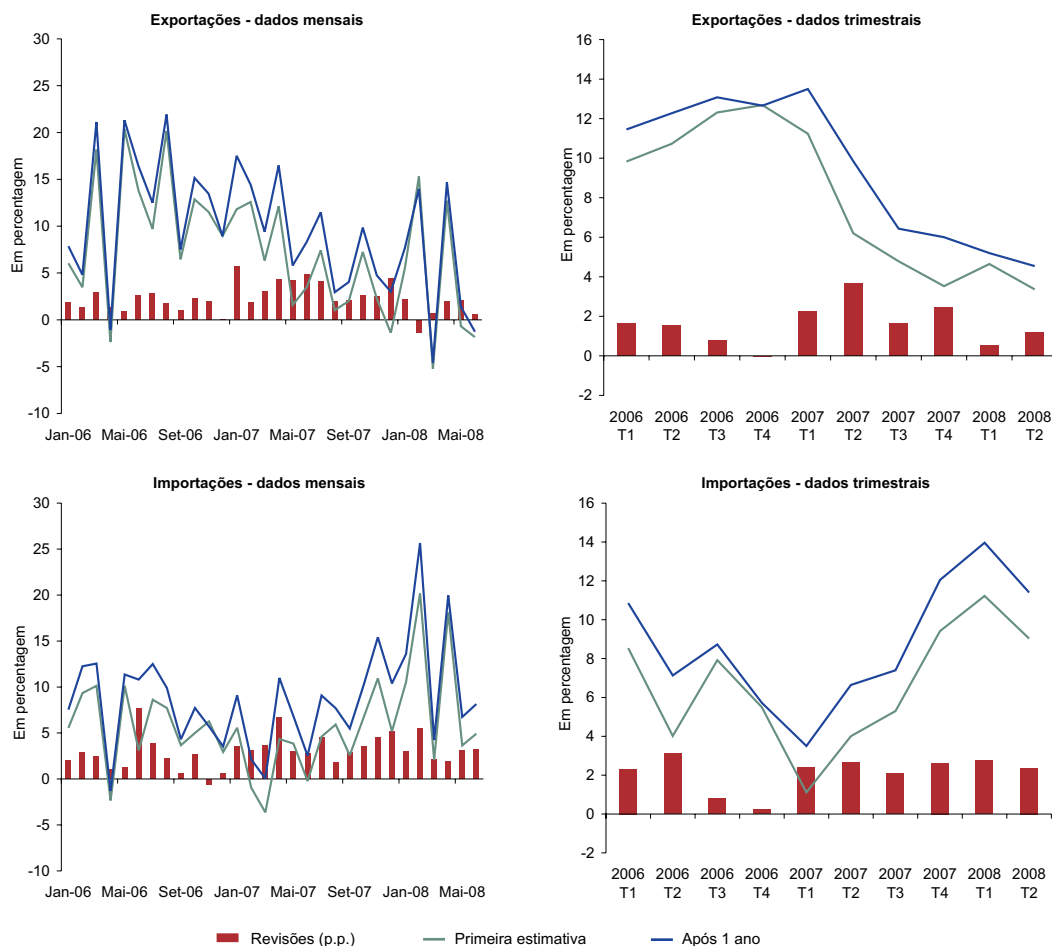 Exportações - dados mensais
Em percentagem
30
25
20
15
10
5
0
-5
-10
Jan-06 Mai-06 Set-06 Jan-07 Mai-07 Set-07 Jan-08 Mai-08
Exportações - dados trimestrais
Em percentagem
16
14
12
10
8
6
4
2
0
-2
2006 2006 2006 2006 2007 2007 2007 2007 2008 2008
T1 T2 T3 T4 T1 T2 T3 T4 T1 T2
Importações - dados mensais
Em percentagem
30
25
20
15
10
5
0
-5
-10
Jan-06 Mai-06 Set-06 Jan-07 Mai-07 Set-07 Jan-08 Mai-08
Importações - dados trimestrais
Em percentagem
16
14
12
10
8
6
4
2
0
-2
2006 2006 2006 2006 2007 2007 2007 2007 2008 2008
T1 T2 T3 T4 T1 T2 T3 T4 T1 T2
Revisões (p.p.) Primeira estimativa Após 1 ano